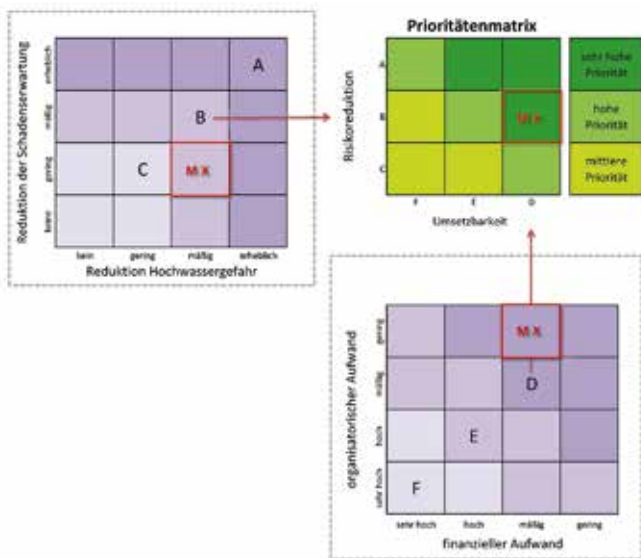 Prioritätenmatrix
Reduktion der Schadenserwartung
erheblich
mäßig
gering
keine
A
B
C
M X
kein gering mäßig erheblich
Reduktion Hochwassergefahr
Risikoreduktion
A
B
C
M X
F E D
Umsetzbarkeit
sehr hohe
Priorität
hohe
Priorität
mittlere
Priorität
organisatorischer Aufwand
gering
mäßig
hoch
sehr hoch
M X
D
E
F
sehr hoch hoch mäßig gering
finanzieller Aufwand